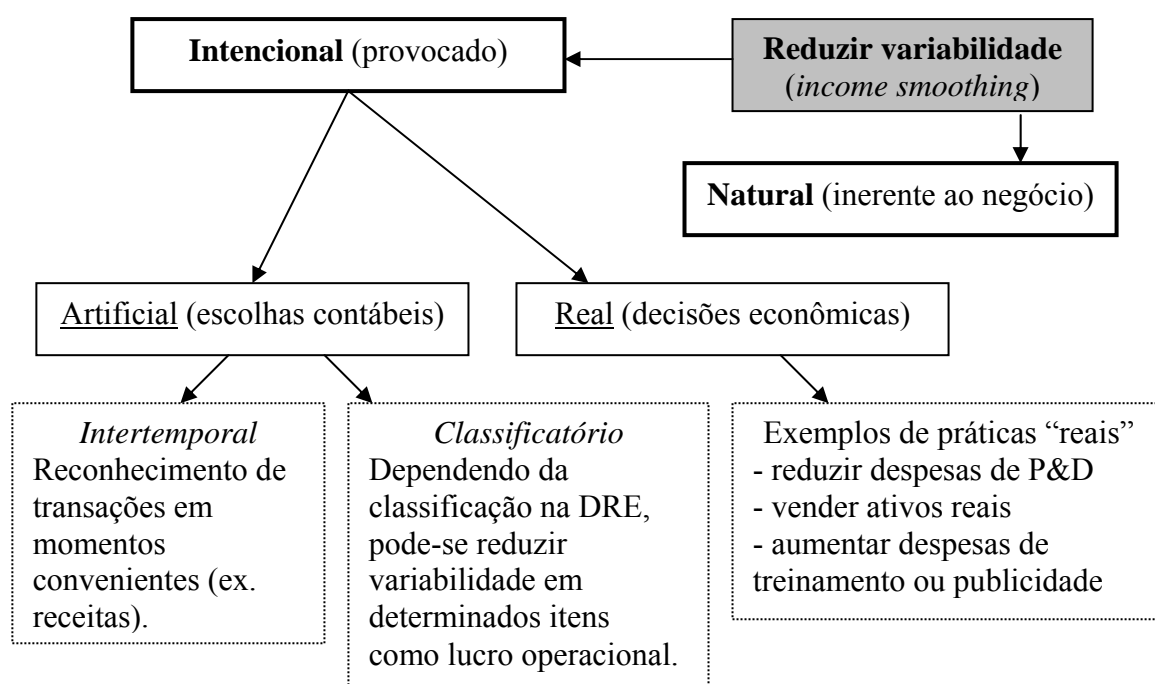 Intencional (provocado)
Reduzir variabilidade
(income smoothing)
Natural (inerente ao negócio)
Artificial (escolhas contábeis)
Real (decisões econômicas)
Intertemporal
Reconhecimento de
transações em
momentos
convenientes (ex.
receitas).
Classificatório
Dependendo da
classificação na DRE,
pode-se reduzir
variabilidade em
determinados itens
como lucro operacional.
Exemplos de práticas “reais”
- reduzir despesas de P&D
- vender ativos reais
- aumentar despesas de
treinamento ou publicidade